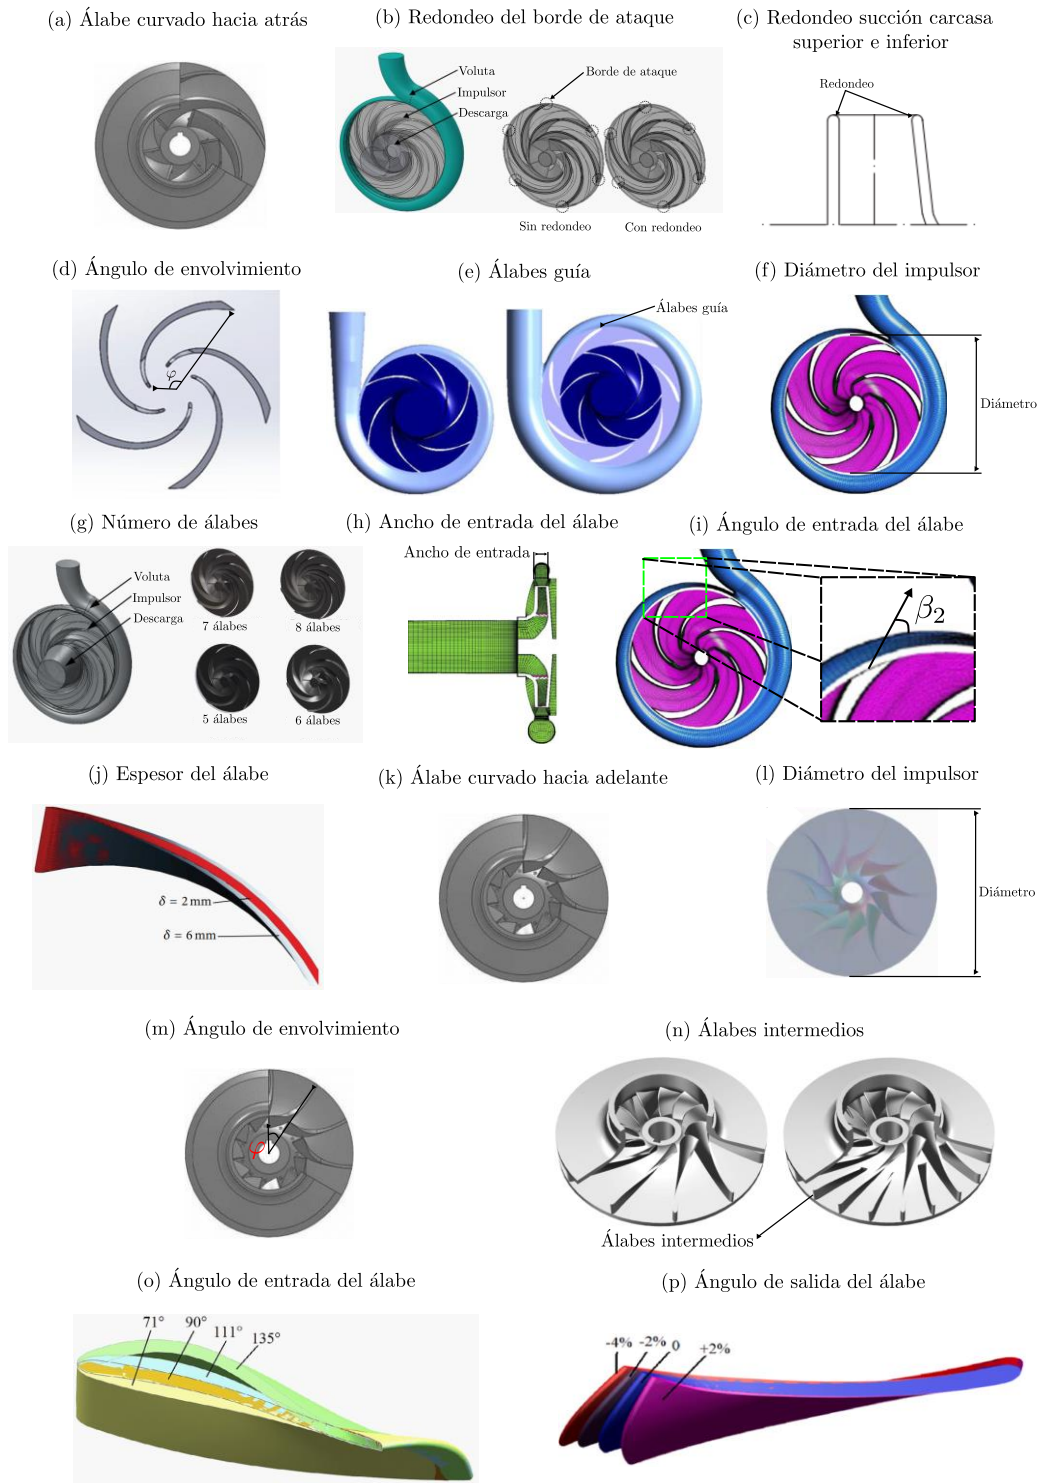 (a) Álabe curvado hacia atrás
(b) Redondeo del borde de ataque
(c) Redondeo succión carcasa
superior e inferior
Voluta
Impulsor
Descarga
Borde de ataque
Sin redondeo
Con redondeo
Redondeo
(d) Ángulo de envolvimiento
(e) Álabes guía
(f) Diámetro del impulsor
φ
Álabes guía
Diámetro
(g) Número de álabes
(h) Ancho de entrada del álabe
(i) Ángulo de entrada del álabe
Voluta
Impulsor
Descarga
7 álabes
8 álabes
5 álabes
6 álabes
Ancho de entrada
β2
(j) Espesor del álabe
(k) Álabe curvado hacia adelante
(l) Diámetro del impulsor
δ = 2 mm
δ = 6 mm
Diámetro
(m) Ángulo de envolvimiento
(n) Álabes intermedios
φ
Álabes intermedios
(o) Ángulo de entrada del álabe
(p) Ángulo de salida del álabe
71°
90°
111°
135°
-4%
-2%
0
+2%